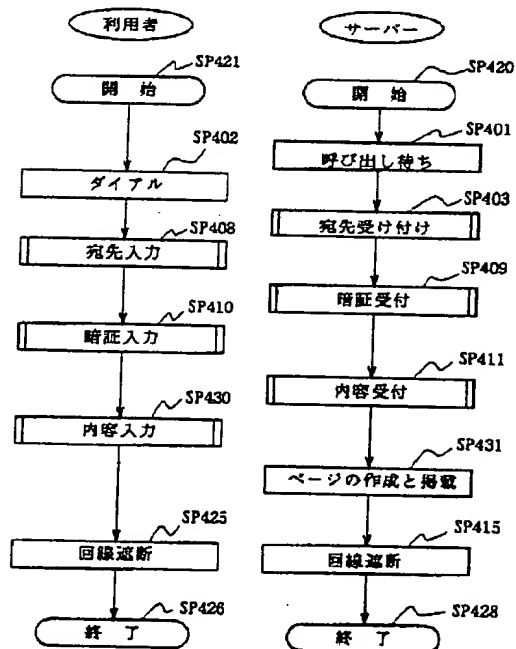 利用者
SP421
開 始
SP402
ダイアル
SP408
宛先入力
SP410
暗証入力
SP430
内容入力
SP425
回線遮断
SP426
終 了
サーバー
SP420
開 始
SP401
呼び出し待ち
SP403
宛先受け付け
SP409
暗証受付
SP411
内容受付
SP431
ページの作成と掲載
SP415
回線遮断
SP428
終 了